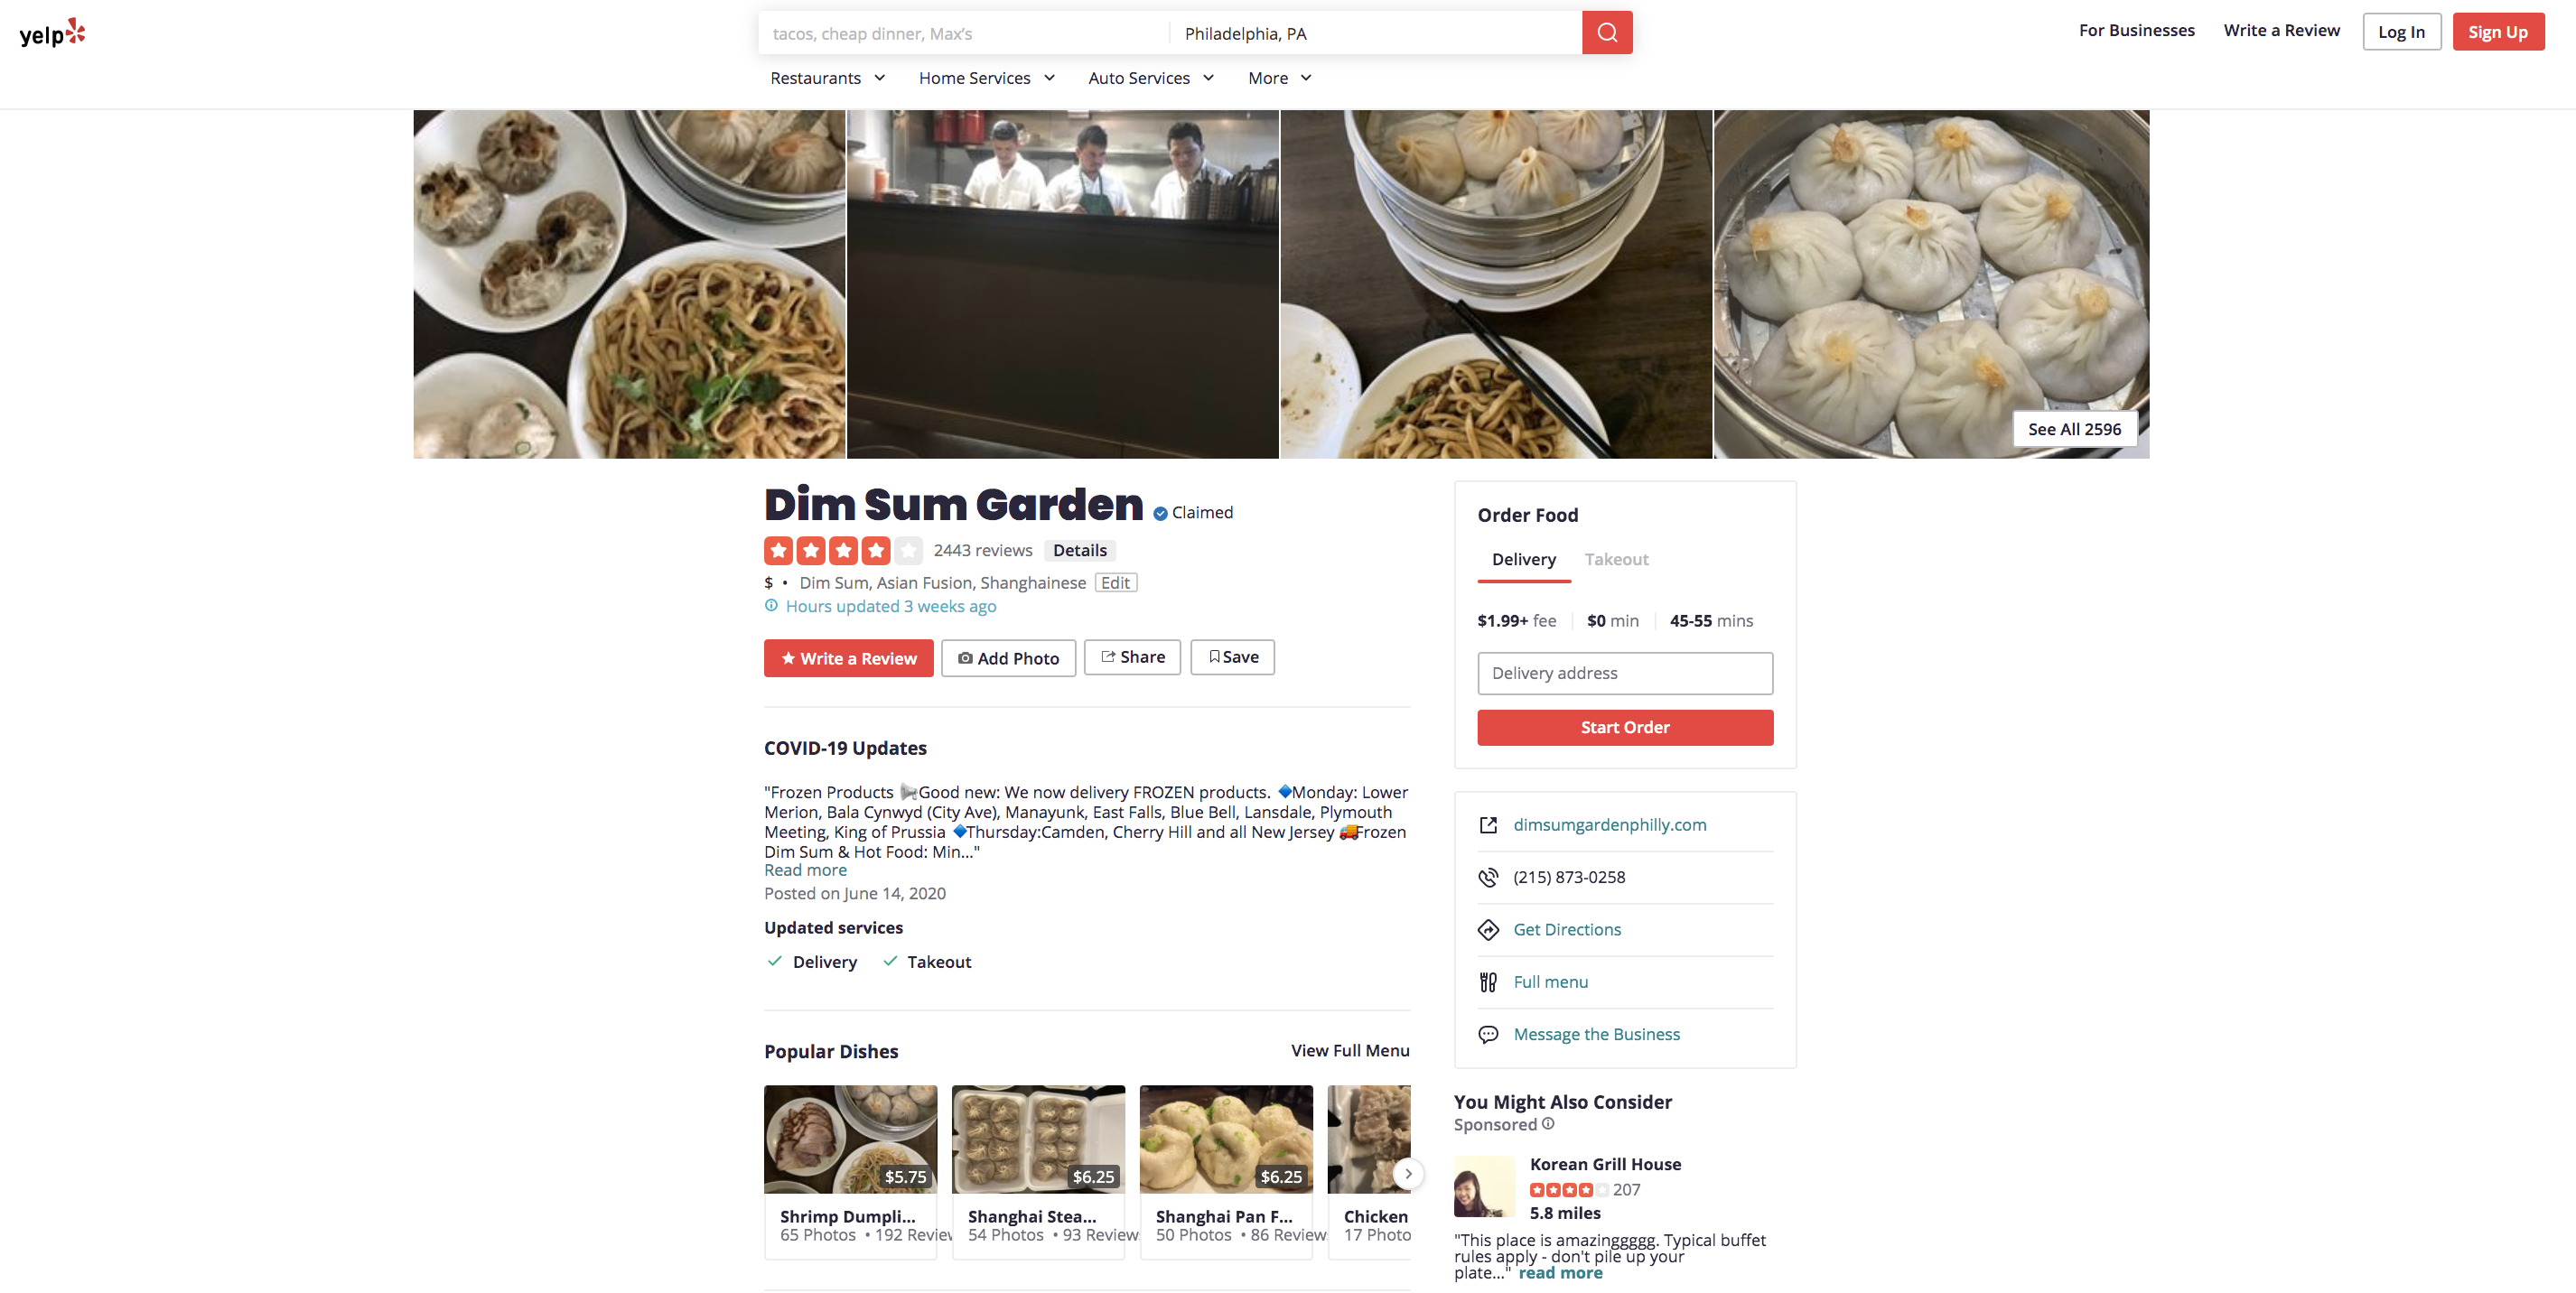 yelp
tacos, cheap dinner, Max's
Philadelphia, PA
For Businesses
Write a Review
Log In
Sign Up
Restaurants
Home Services
Auto Services
More
See All 2596
Dim Sum Garden
Claimed
2443 reviews
Details
$ • Dim Sum, Asian Fusion, Shanghainese
Edit
Hours updated 3 weeks ago
Write a Review
Add Photo
Share
Save
COVID-19 Updates
"Frozen Products 📢Good new: We now delivery FROZEN products. 🔷Monday: Lower
Merion, Bala Cynwyd (City Ave), Manayunk, East Falls, Blue Bell, Lansdale, Plymouth
Meeting, King of Prussia 🔷Thursday:Camden, Cherry Hill and all New Jersey 🚚Frozen
Dim Sum & Hot Food: Min..."
Read more
Posted on June 14, 2020
Updated services
Delivery
Takeout
Popular Dishes
View Full Menu
$5.75
$6.25
$6.25
Shrimp Dumpli...
65 Photos • 192 Review
Shanghai Stea...
54 Photos • 93 Review
Shanghai Pan F...
50 Photos • 86 Review
Chicken
17 Photo
Order Food
Delivery
Takeout
$1.99+ fee
$0 min
45-55 mins
Delivery address
Start Order
dimsumgardenphilly.com
(215) 873-0258
Get Directions
Full menu
Message the Business
You Might Also Consider
Sponsored
Korean Grill House
207
5.8 miles
"This place is amazinggggg. Typical buffet
rules apply - don't pile up your
plate..." read more